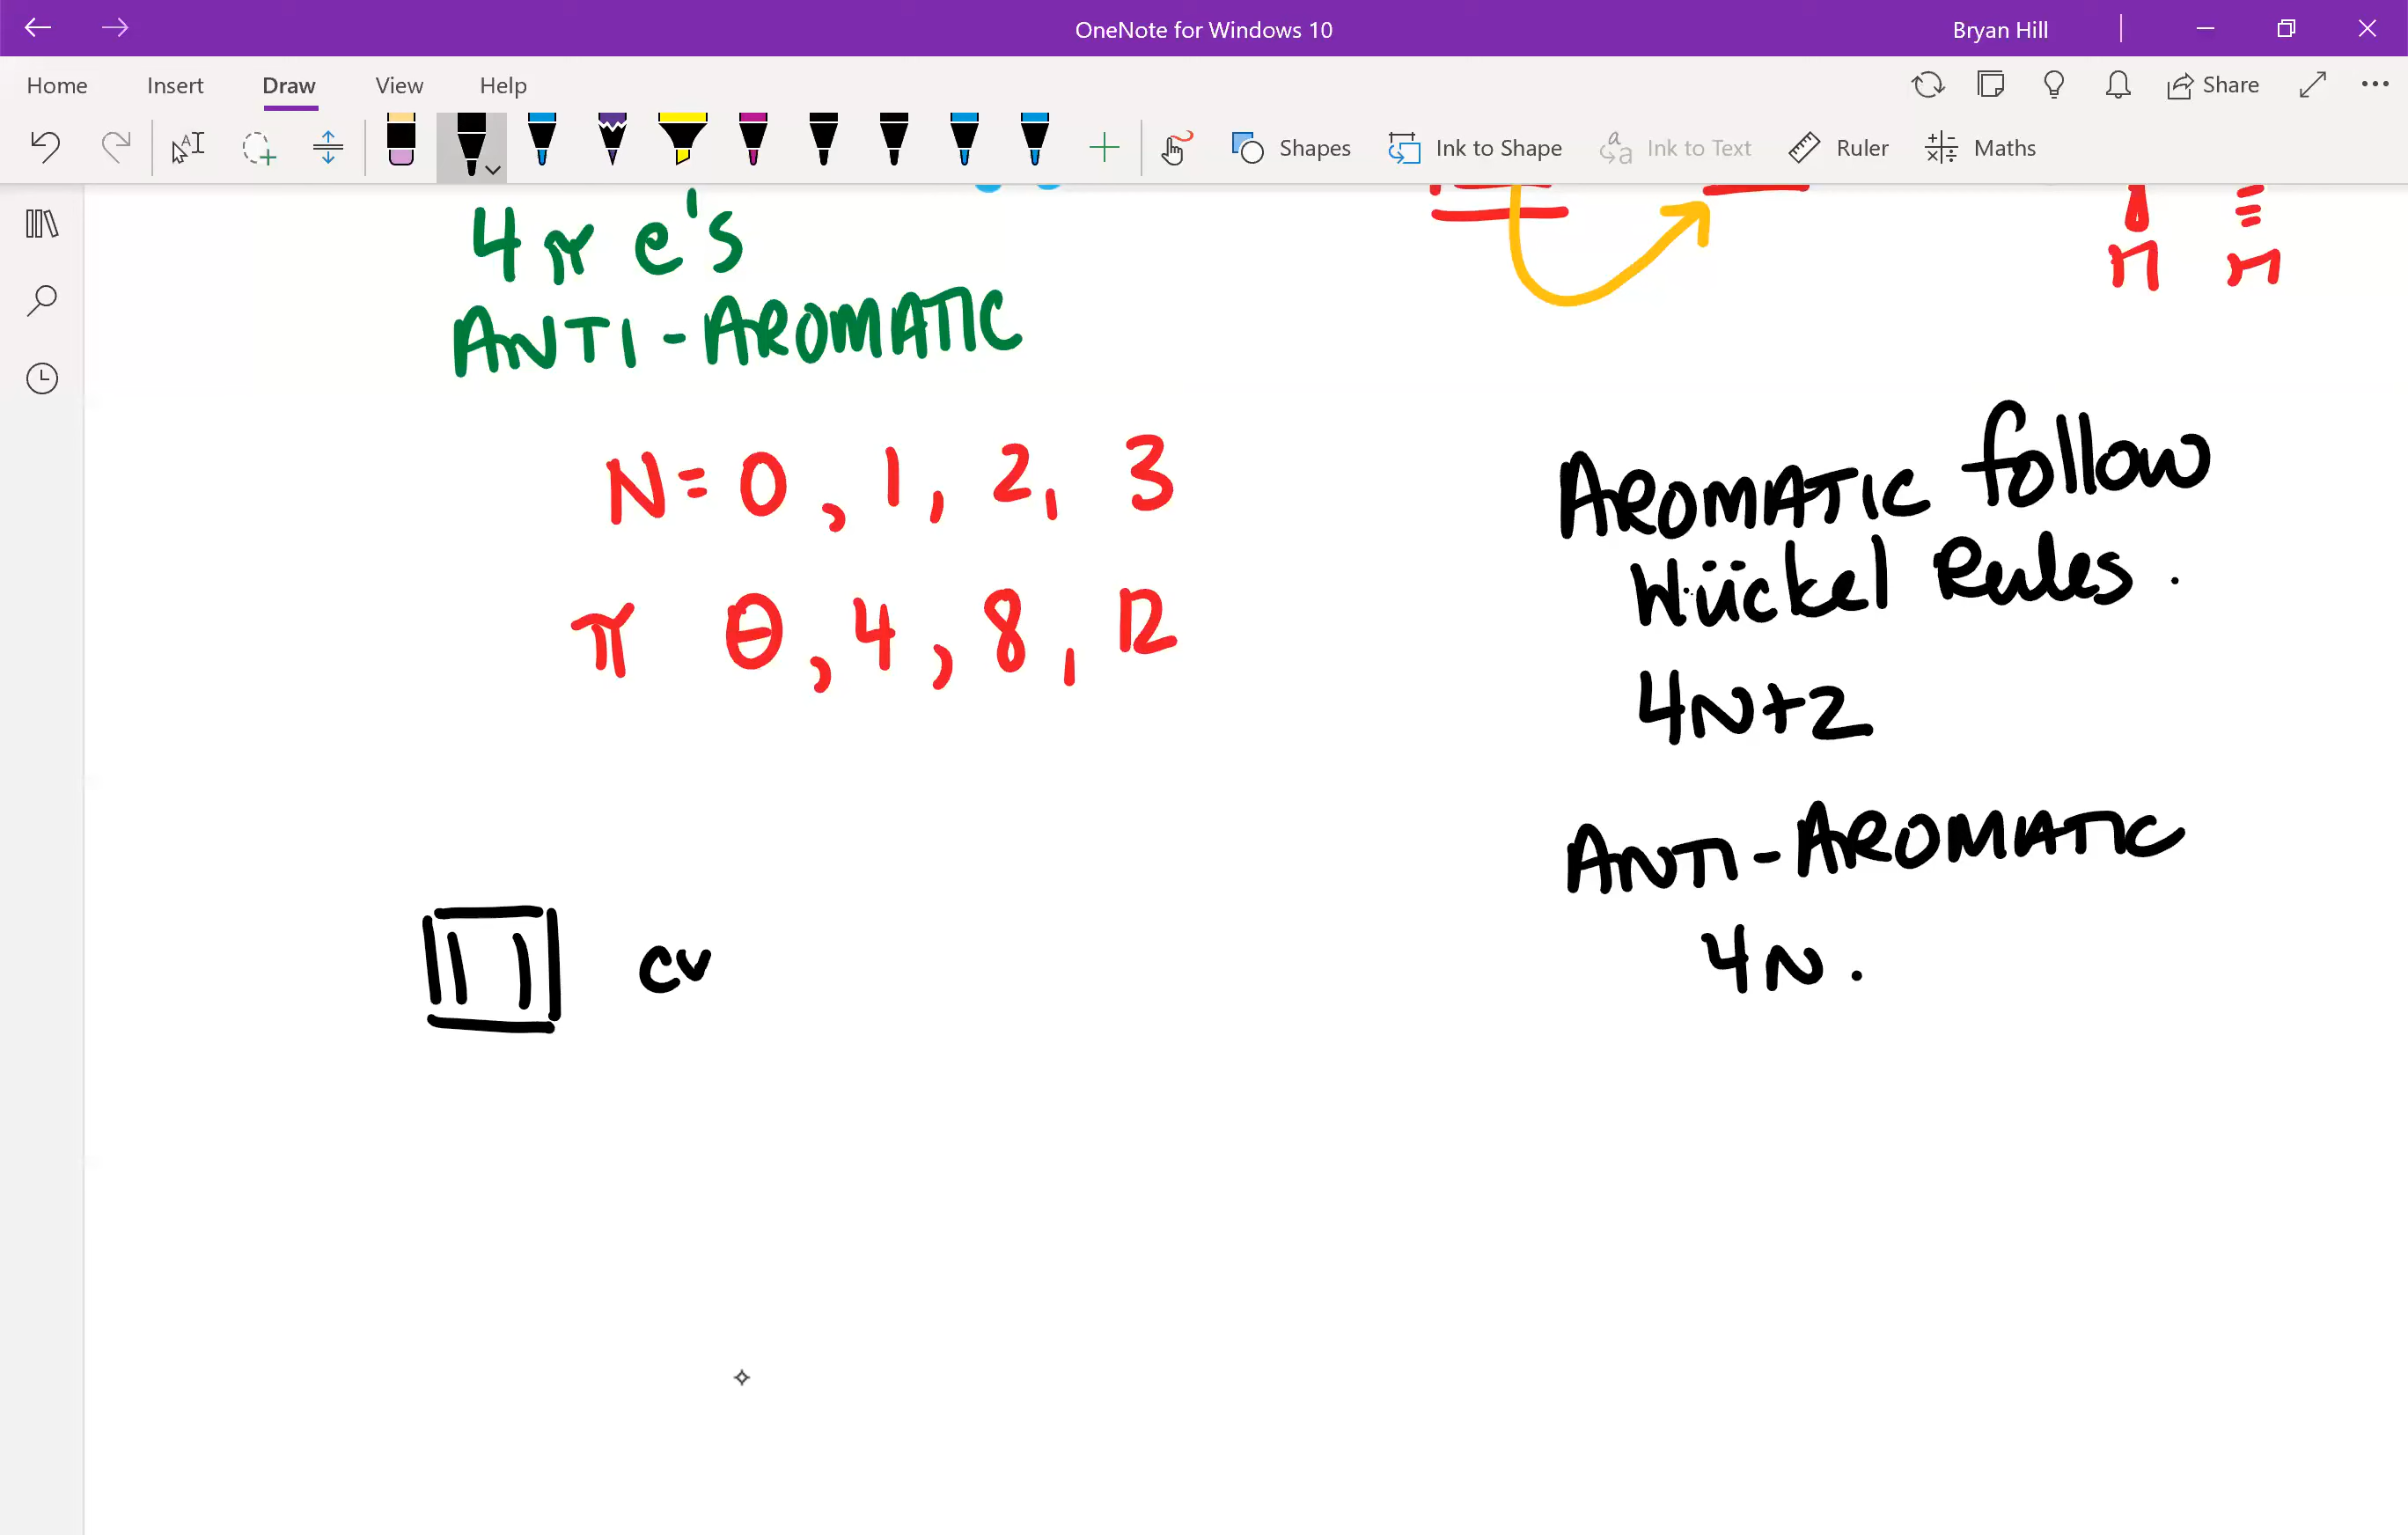 OneNote for Windows 10
Bryan Hill
Home Insert Draw View Help
Share
Shapes Ink to Shape Ink to Text Ruler Maths
4 π e's
ANTI-AROMATIC
N = 0, 1, 2, 3
π 0, 4, 8, 12
AROMATIC follow
Hückel Rules.
4N+2
ANTI-AROMATIC
4N.
cv